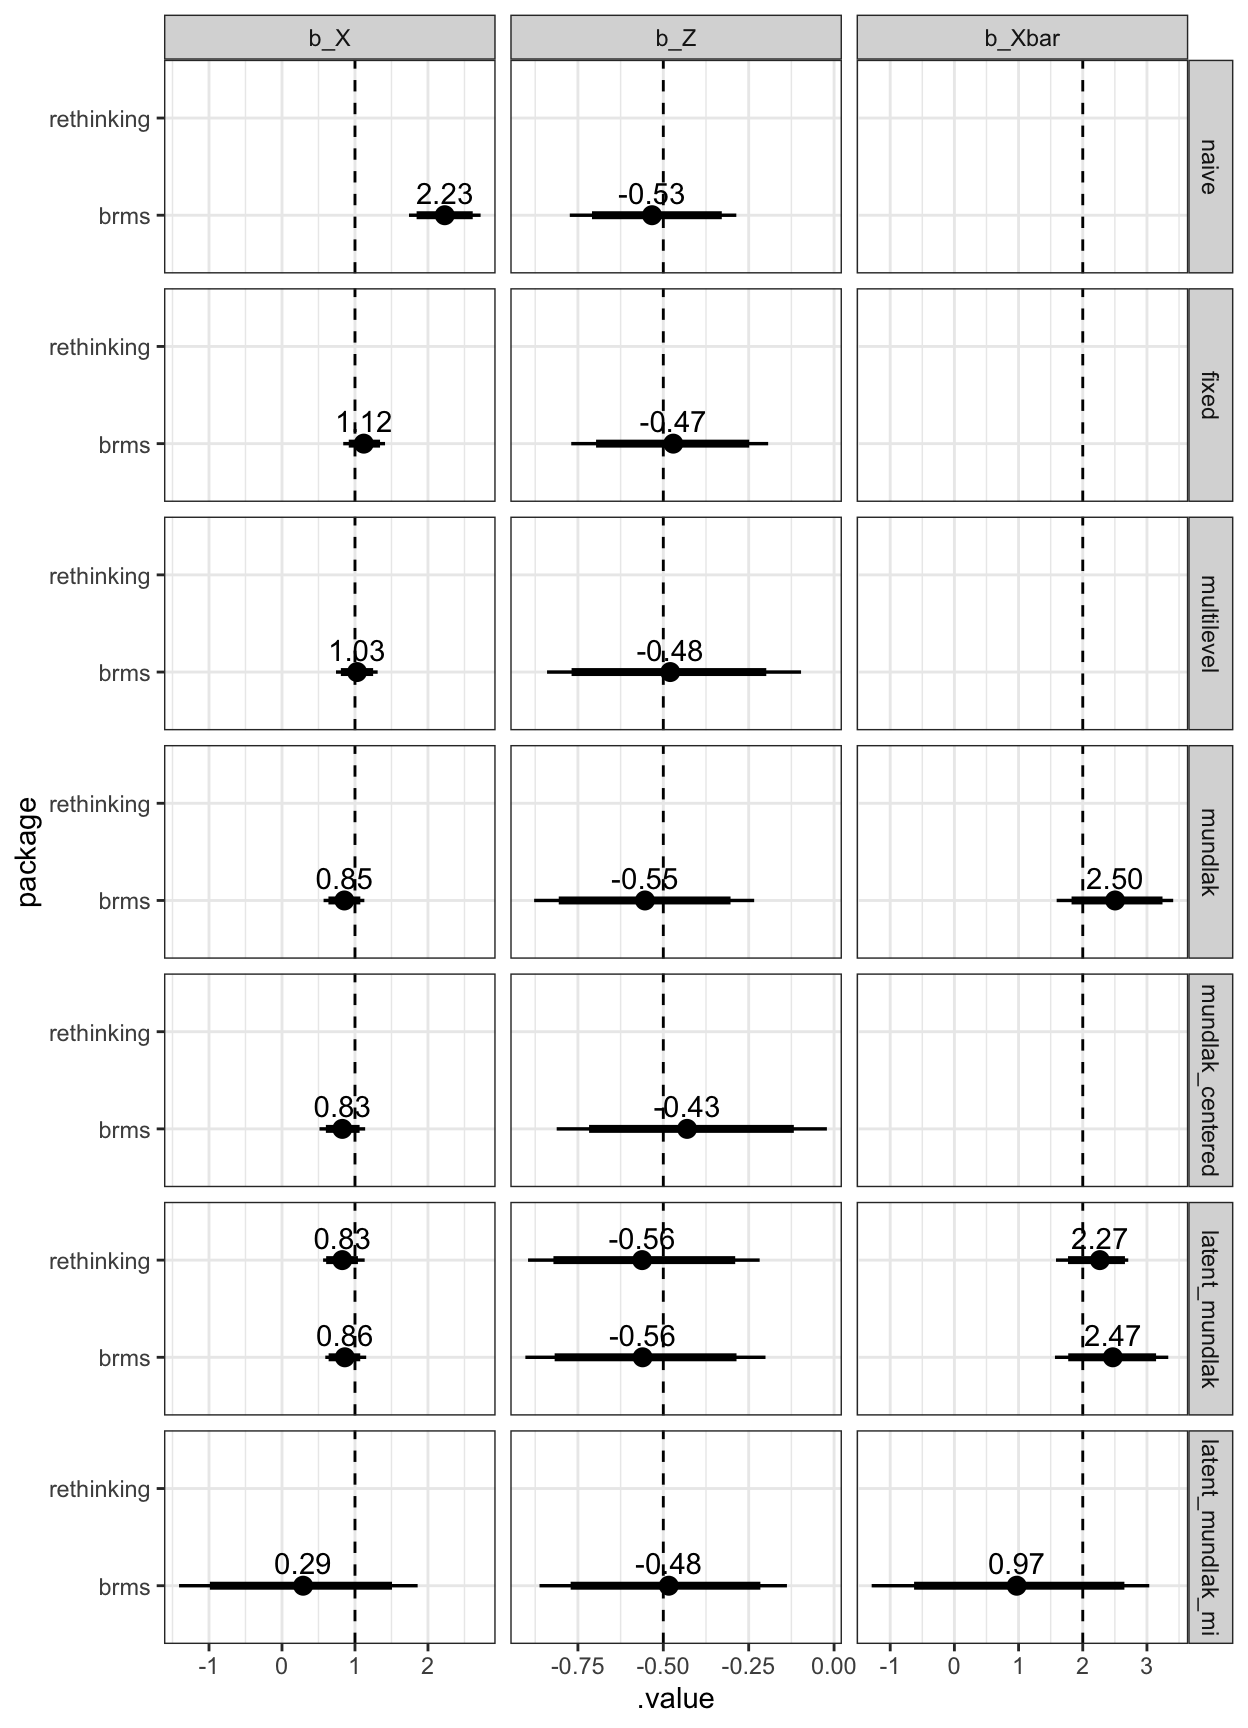 b_X b_Z b_Xbar
rethinking
2.23 -0.53
brms
naive
rethinking
1.12 -0.47
brms
fixed
rethinking
1.03 -0.48
brms
multilevel
package
rethinking
0.85 -0.55 2.50
brms
mundlak
rethinking
0.83 -0.43
brms
mundlak_centered
0.83 -0.56 2.27
rethinking
0.86 -0.56 2.47
brms
latent_mundlak
rethinking
0.29 -0.48 0.97
brms
latent_mundlak_mi
-1 0 1 2 -0.75 -0.50 -0.25 0.00 -1 0 1 2 3
.value